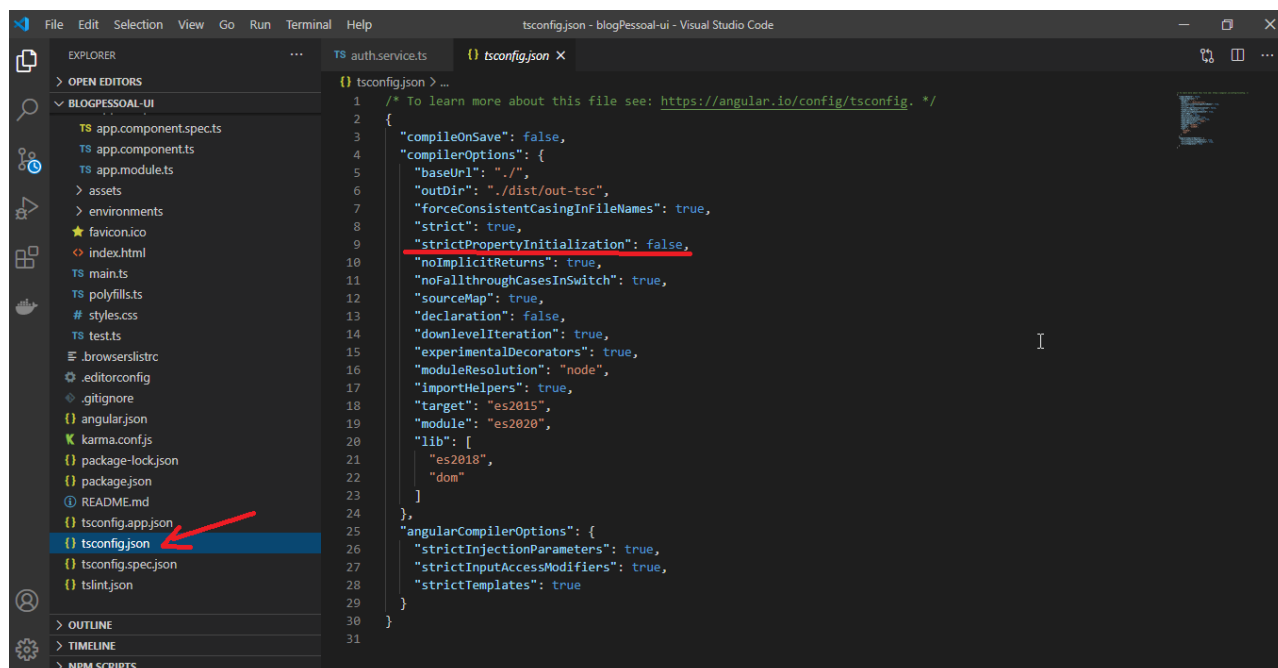 File Edit Selection View Go Run Terminal Help tsconfig.json - blogPessoal-ui - Visual Studio Code
EXPLORER
OPEN EDITORS
BLOGPESSOAL-UI
TS app.component.spec.ts
TS app.component.ts
TS app.module.ts
assets
environments
favicon.ico
<> index.html
TS main.ts
TS polyfills.ts
# styles.css
TS test.ts
.browserslistrc
.editorconfig
.gitignore
{} angular.json
K karma.conf.js
{} package-lock.json
{} package.json
README.md
{} tsconfig.app.json
{} tsconfig.json
{} tsconfig.spec.json
{} tslint.json
OUTLINE
TIMELINE
NPM SCRIPTS
TS auth.service.ts {} tsconfig.json
{} tsconfig.json > ...
1 /* To learn more about this file see: https://angular.io/config/tsconfig. */
2 {
3 "compileOnSave": false,
4 "compilerOptions": {
5 "baseUrl": "./",
6 "outDir": "./dist/out-tsc",
7 "forceConsistentCasingInFileNames": true,
8 "strict": true,
9 "strictPropertyInitialization": false,
10 "noImplicitReturns": true,
11 "noFallthroughCasesInSwitch": true,
12 "sourceMap": true,
13 "declaration": false,
14 "downlevelIteration": true,
15 "experimentalDecorators": true,
16 "moduleResolution": "node",
17 "importHelpers": true,
18 "target": "es2015",
19 "module": "es2020",
20 "lib": [
21 "es2018",
22 "dom"
23 ]
24 },
25 "angularCompilerOptions": {
26 "strictInjectionParameters": true,
27 "strictInputAccessModifiers": true,
28 "strictTemplates": true
29 }
30 }
31